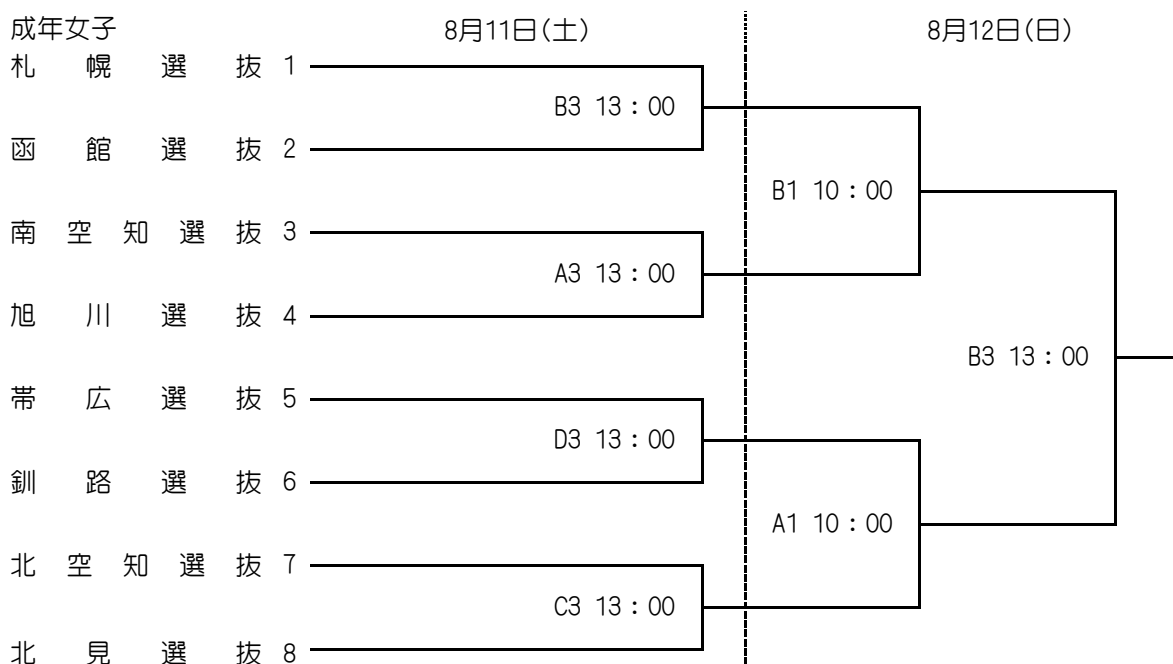 成年女子 8月11日(土) 8月12日(日)
札幌選抜 1
B3 13：00
函館選抜 2
B1 10：00
南空知選抜 3
A3 13：00
旭川選抜 4
B3 13：00
帯広選抜 5
D3 13：00
釧路選抜 6
A1 10：00
北空知選抜 7
C3 13：00
北見選抜 8